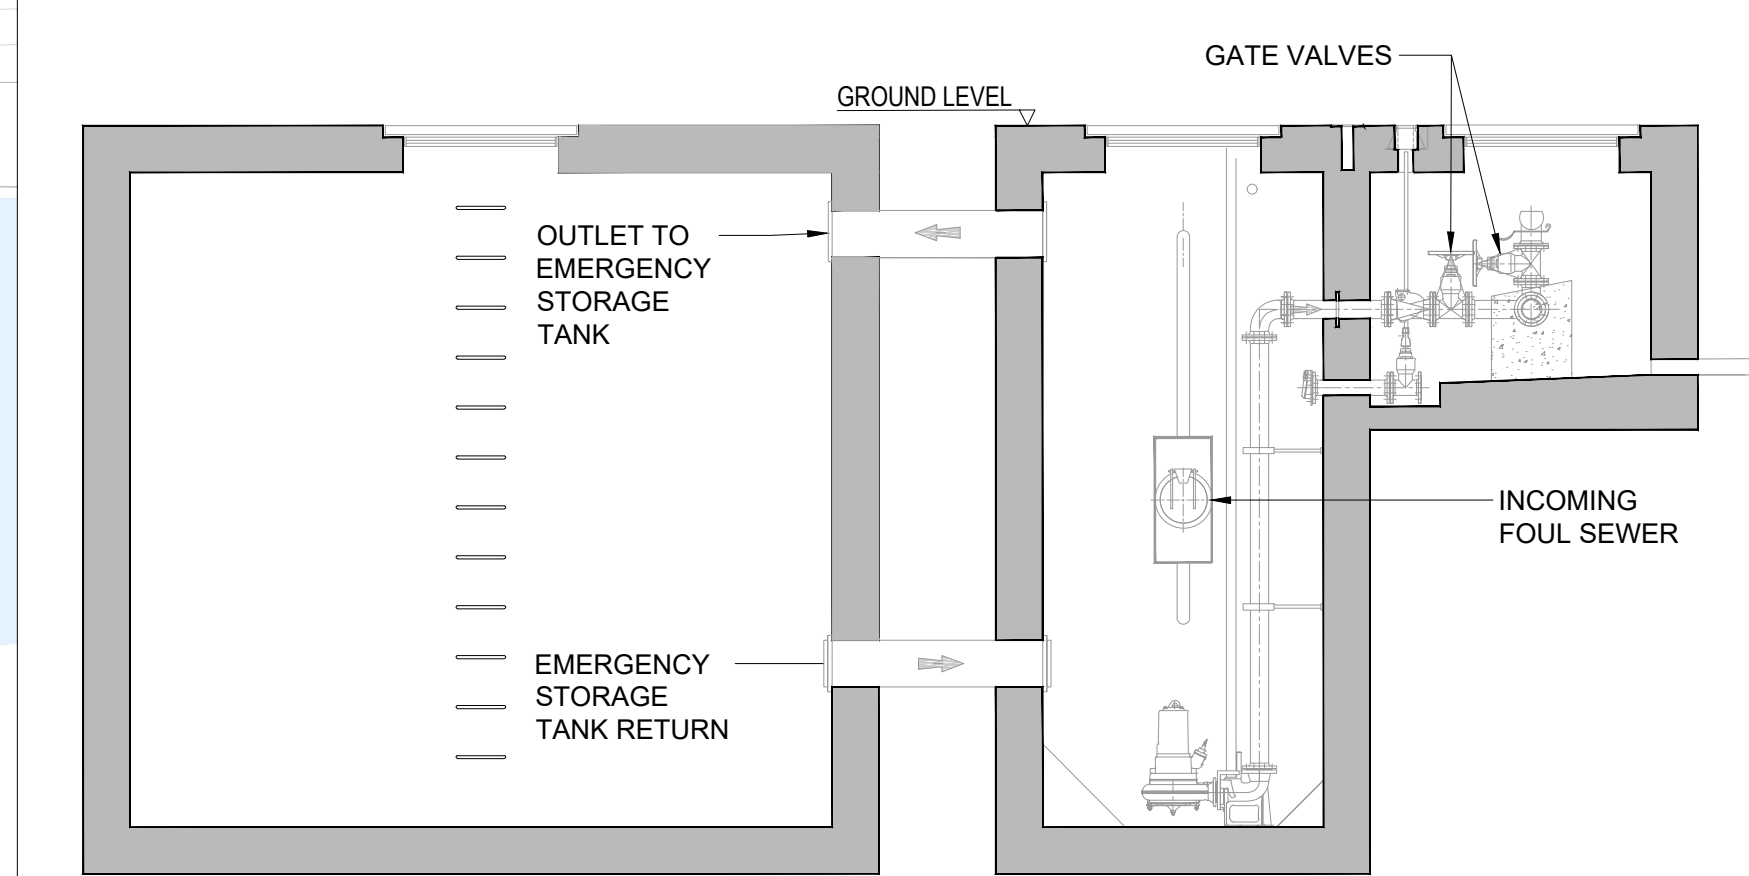 GATE VALVES
GROUND LEVEL
OUTLET TO
EMERGENCY
STORAGE
TANK
INCOMING
FOUL SEWER
EMERGENCY
STORAGE
TANK RETURN